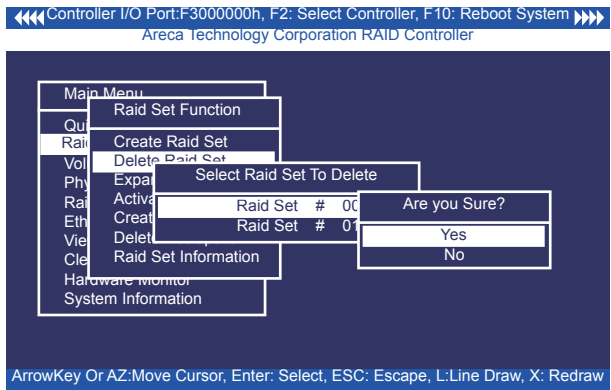 Controller I/O Port:F3000000h, F2: Select Controller, F10: Reboot System
Areca Technology Corporation RAID Controller
Main Menu
Raid Set Function
Create Raid Set
Delete Raid Set
Select Raid Set To Delete
Raid Set # 00
Raid Set # 01
Are you Sure?
Yes
No
Raid Set Information
Hardware Monitor
System Information
ArrowKey Or AZ:Move Cursor, Enter: Select, ESC: Escape, L:Line Draw, X: Redraw